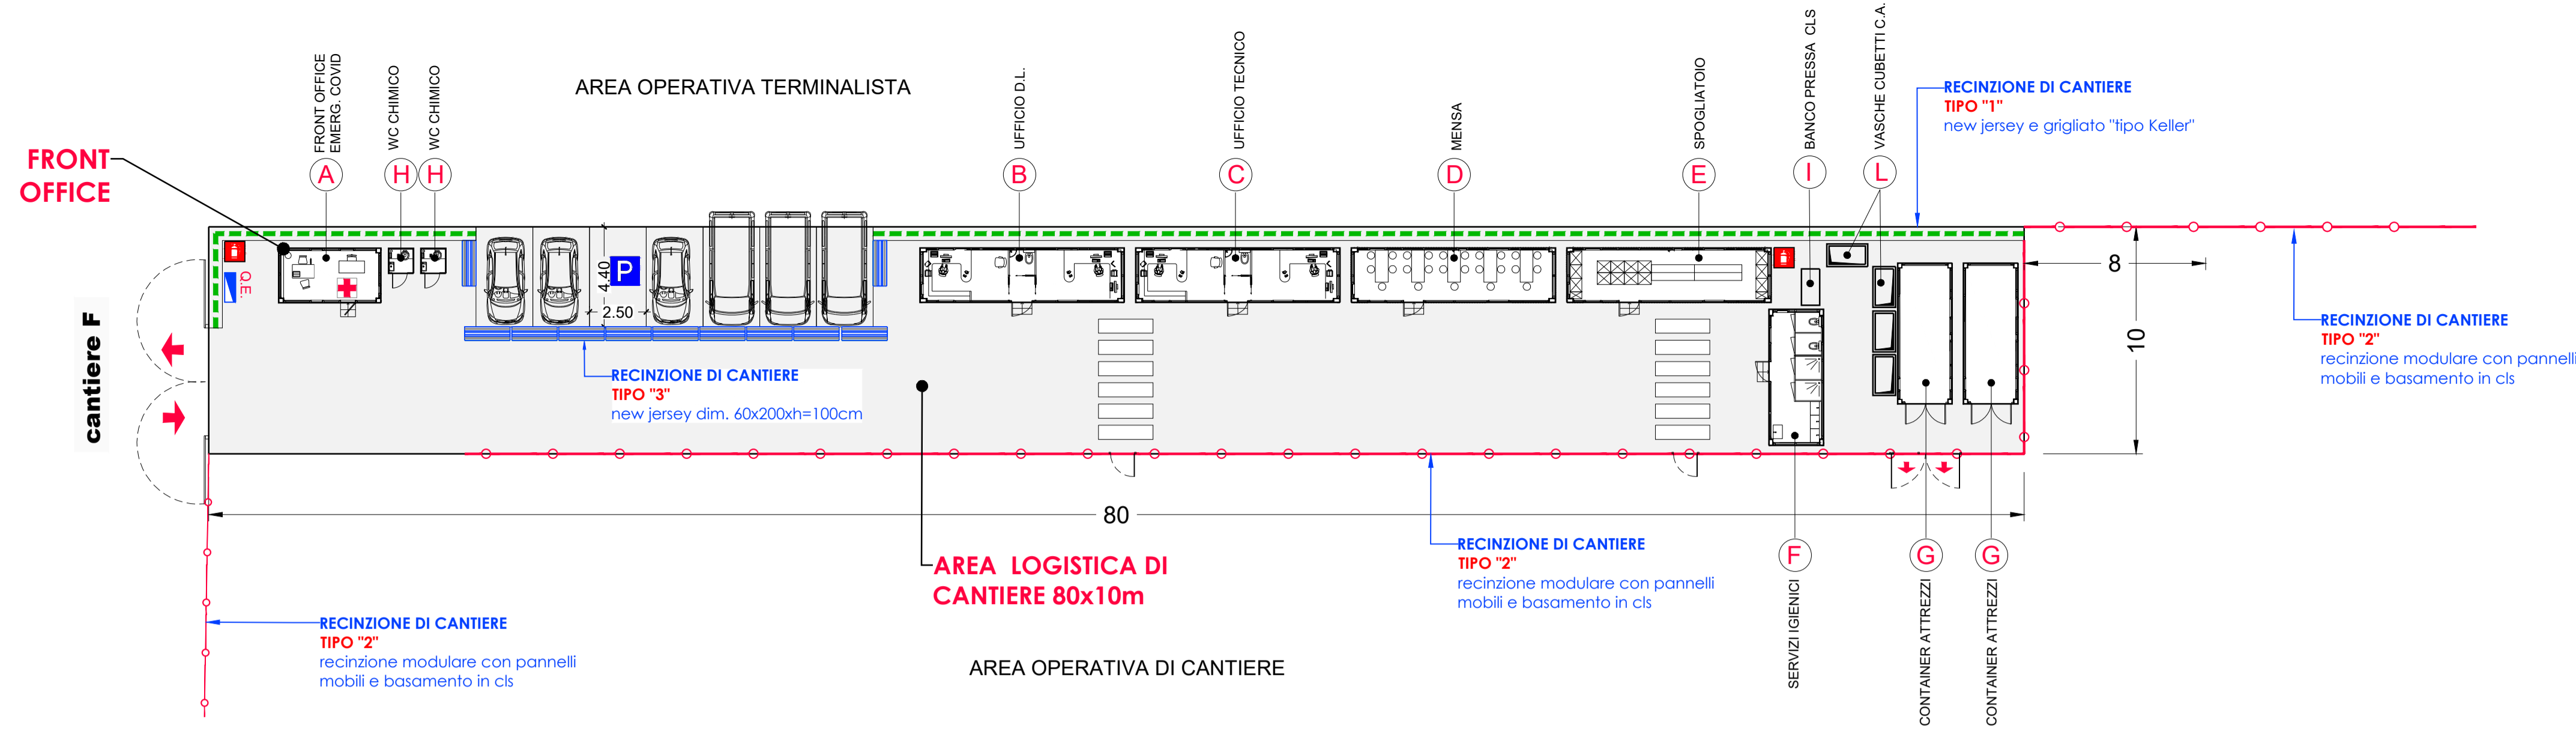 FRONT OFFICE
EMERG. COVID
WC CHIMICO
WC CHIMICO
AREA OPERATIVA TERMINALISTA
UFFICIO D.L.
UFFICIO TECNICO
MENSA
SPOGLIATOIO
BANCO PRESSA CLS
VASCHE CUBETTI C.A.
RECINZIONE DI CANTIERE
TIPO "1"
new jersey e grigliato "tipo Keller"
FRONT
OFFICE
A
H
H
B
C
D
E
I
L
Q.E.
P
4.40
2.50
8
10
cantiere F
RECINZIONE DI CANTIERE
TIPO "2"
recinzione modulare con pannelli
mobili e basamento in cls
RECINZIONE DI CANTIERE
TIPO "3"
new jersey dim. 60x200xh=100cm
80
AREA LOGISTICA DI
CANTIERE 80x10m
RECINZIONE DI CANTIERE
TIPO "2"
recinzione modulare con pannelli
mobili e basamento in cls
F
G
G
SERVIZI IGIENICI
CONTAINER ATTREZZI
CONTAINER ATTREZZI
RECINZIONE DI CANTIERE
TIPO "2"
recinzione modulare con pannelli
mobili e basamento in cls
AREA OPERATIVA DI CANTIERE